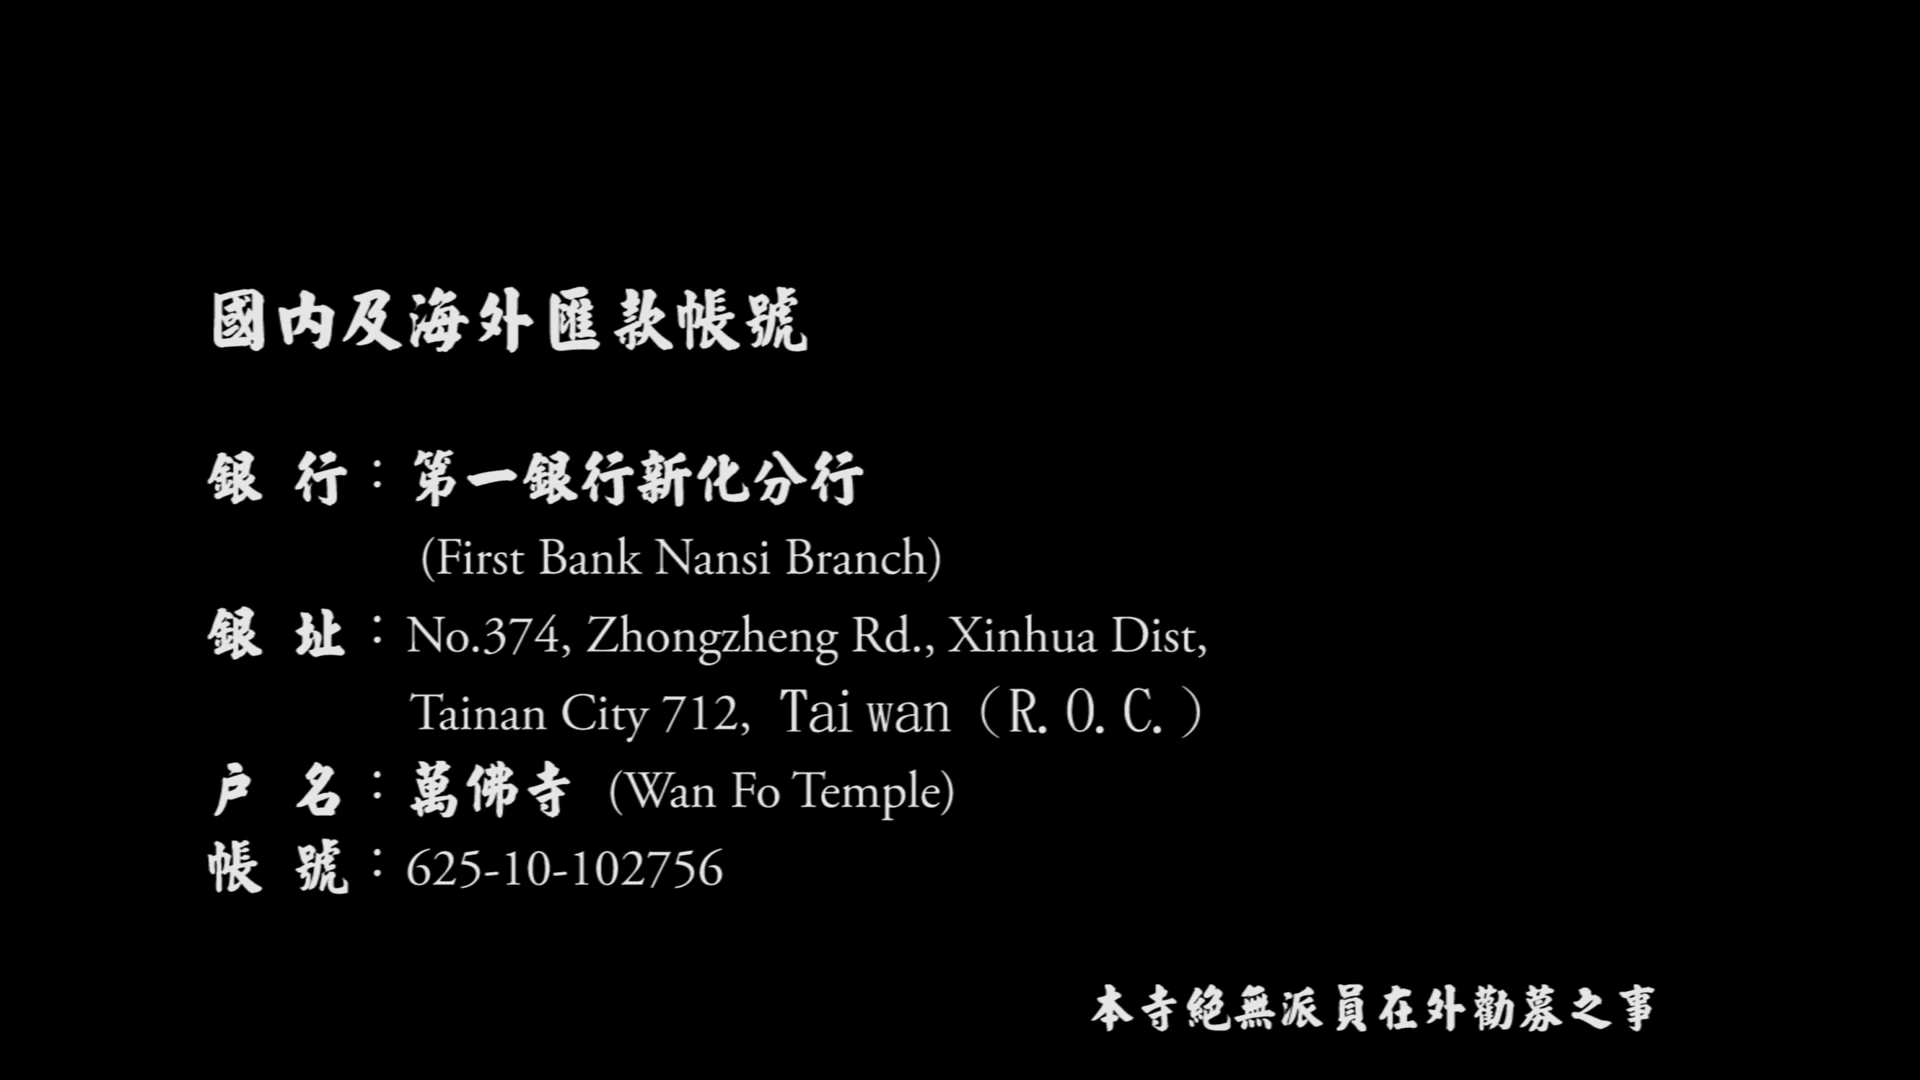 國内及海外匯款帳號
銀 行：第一銀行新化分行
(First Bank Nansi Branch)
銀 址：No.374, Zhongzheng Rd., Xinhua Dist,
Tainan City 712, Taiwan（R.O.C.）
戶 名：萬佛寺 (Wan Fo Temple)
帳 號：625-10-102756
本寺絕無派員在外勸募之事